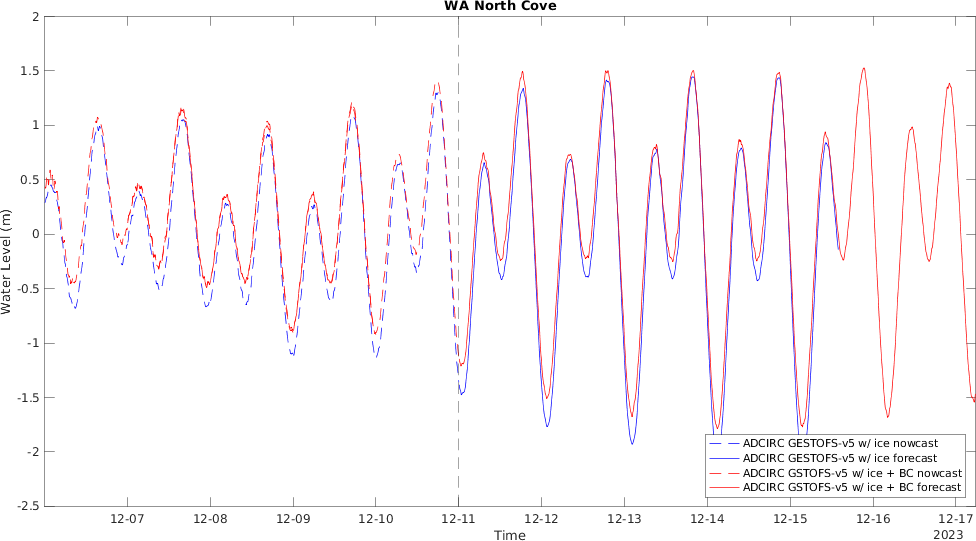 WA North Cove
2
1.5
1
0.5
0
-0.5
-1
-1.5
-2
-2.5
Water Level (m)
12-07 12-08 12-09 12-10 12-11 12-12 12-13 12-14 12-15 12-16 12-17
Time
2023
ADCIRC GESTOFS-v5 w/ ice nowcast
ADCIRC GESTOFS-v5 w/ ice forecast
ADCIRC GSTOFS-v5 w/ ice + BC nowcast
ADCIRC GSTOFS-v5 w/ ice + BC forecast